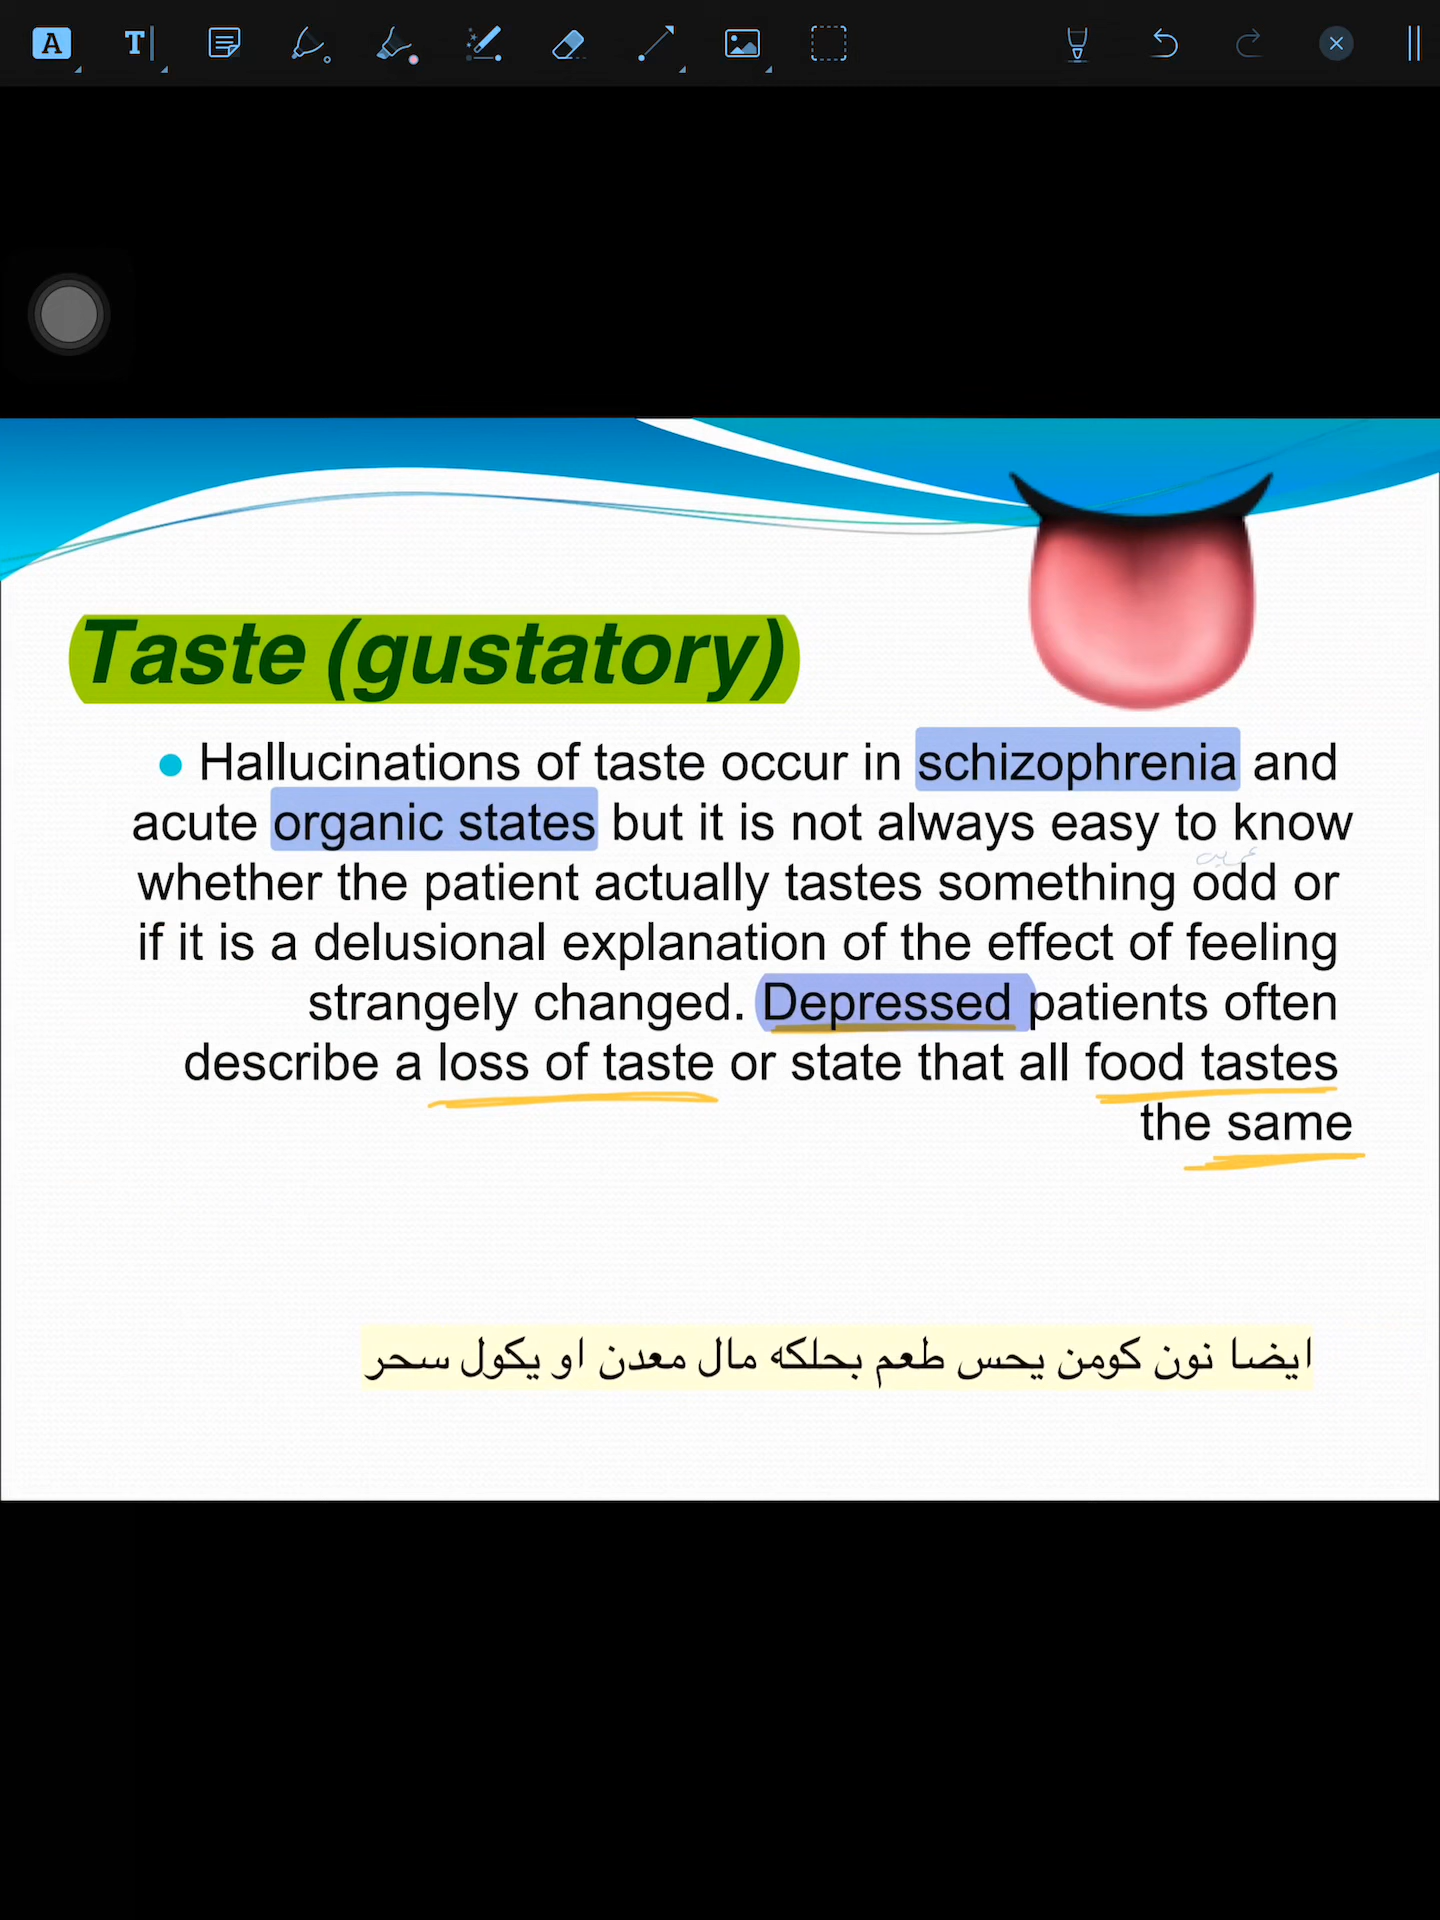 Taste (gustatory)
• Hallucinations of taste occur in schizophrenia and
acute organic states but it is not always easy to know
whether the patient actually tastes something odd or
if it is a delusional explanation of the effect of feeling
strangely changed. Depressed patients often
describe a loss of taste or state that all food tastes
the same
ايضا نون كومن يحس طعم بحلكه مال معدن او يكول سحر